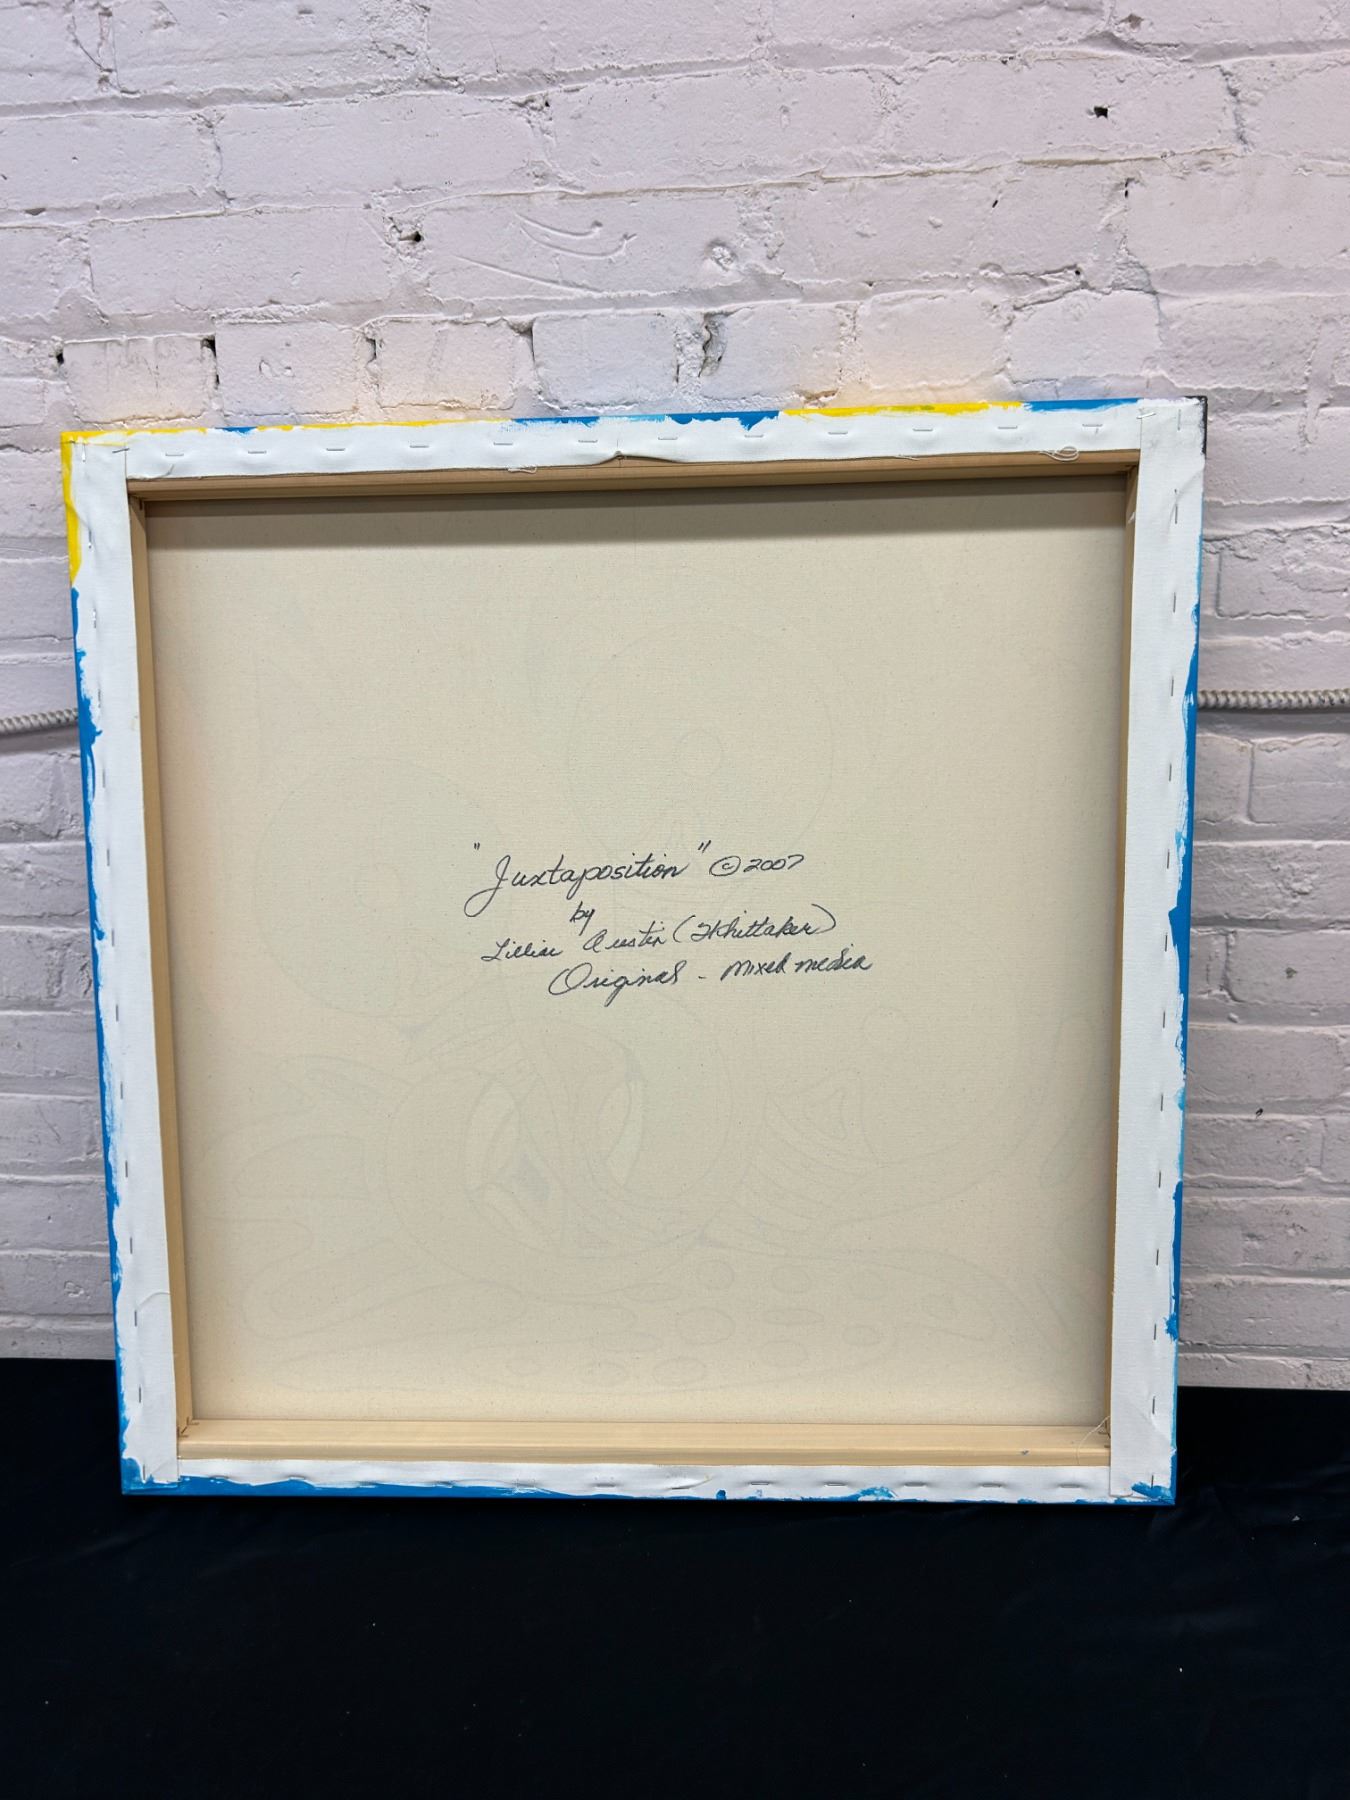 "Juxtaposition" © 2007
by
Lillian Austin (Whittaker)
Original - mixed media